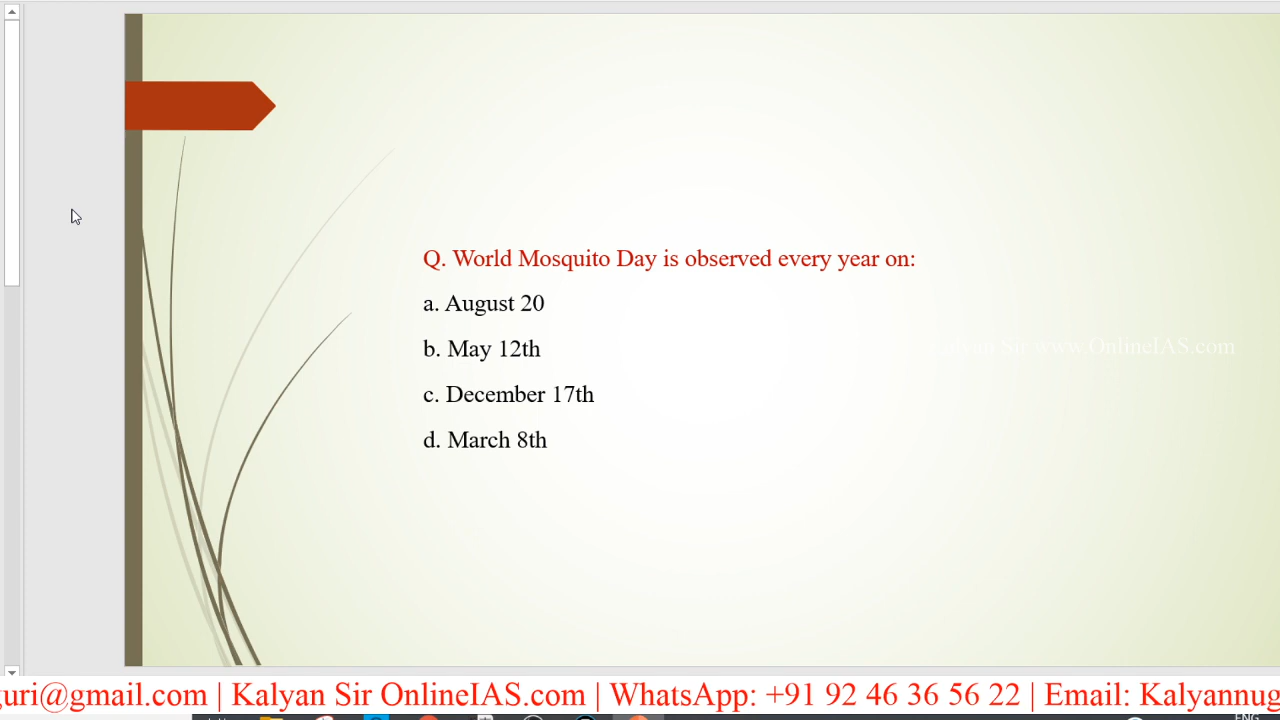 Q. World Mosquito Day is observed every year on:
a. August 20
Kalyan Sir www OnlineIAS.com
b. May 12th
c. December 17th
d. March 8th
uri@gmail.com | Kalyan Sir OnlineIAS.com | WhatsApp: +91 92 46 36 56 22 | Email: Kalyannug
ENG